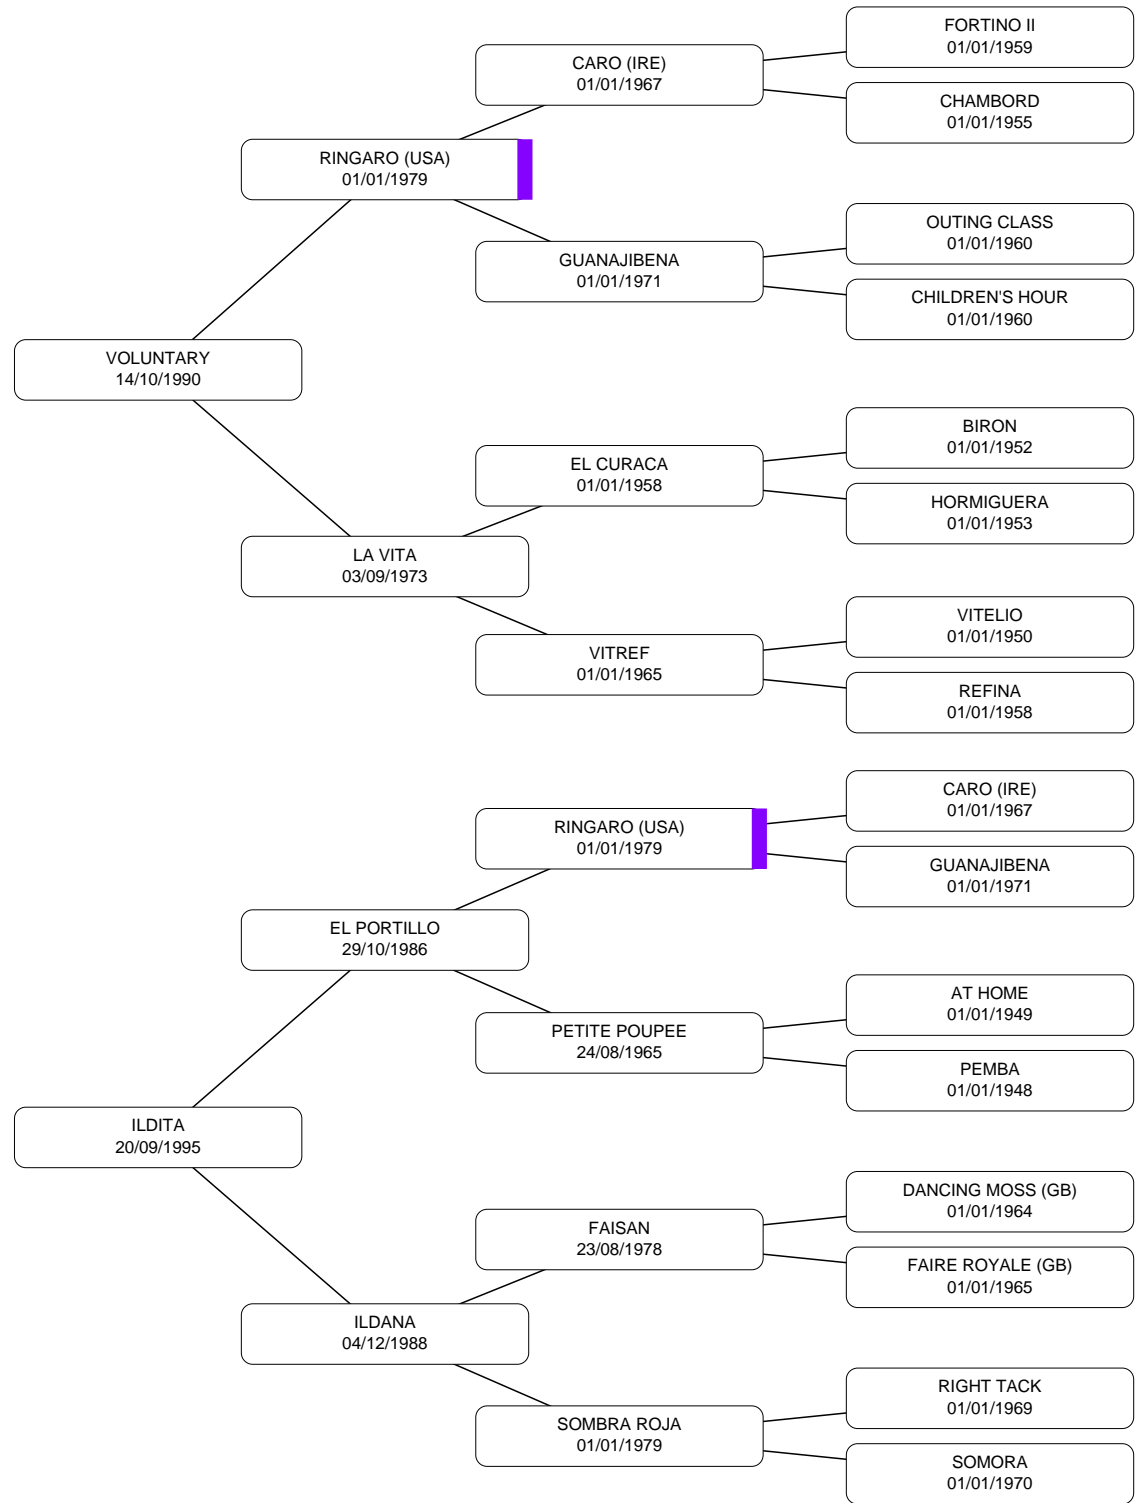 FORTINO II
01/01/1959
CARO (IRE)
01/01/1967
CHAMBORD
01/01/1955
RINGARO (USA)
01/01/1979
OUTING CLASS
01/01/1960
GUANAJIBENA
01/01/1971
CHILDREN'S HOUR
01/01/1960
VOLUNTARY
14/10/1990
BIRON
01/01/1952
EL CURACA
01/01/1958
HORMIGUERA
01/01/1953
LA VITA
03/09/1973
VITELIO
01/01/1950
VITREF
01/01/1965
REFINA
01/01/1958
CARO (IRE)
01/01/1967
RINGARO (USA)
01/01/1979
GUANAJIBENA
01/01/1971
EL PORTILLO
29/10/1986
AT HOME
01/01/1949
PETITE POUPEE
24/08/1965
PEMBA
01/01/1948
ILDITA
20/09/1995
DANCING MOSS (GB)
01/01/1964
FAISAN
23/08/1978
FAIRE ROYALE (GB)
01/01/1965
ILDANA
04/12/1988
RIGHT TACK
01/01/1969
SOMBRA ROJA
01/01/1979
SOMORA
01/01/1970